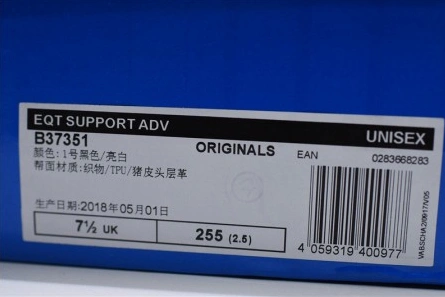 EQT SUPPORT ADV
B37351 ORIGINALS UNISEX
颜色:1号黑色/亮白 EAN 0283668283
帮面材质:织物/TPU/猪皮头层革
生产日期:2018年05月01日
7½ UK 255 (2.5)
4 059319 400977
VABSCHA200917/V05